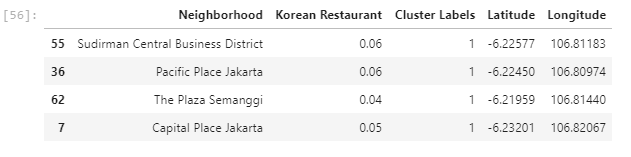 [56]:
Neighborhood Korean Restaurant Cluster Labels Latitude Longitude
55 Sudirman Central Business District 0.06 1 -6.22577 106.81183
36 Pacific Place Jakarta 0.06 1 -6.22450 106.80974
62 The Plaza Semanggi 0.04 1 -6.21959 106.81440
7 Capital Place Jakarta 0.05 1 -6.23201 106.82067